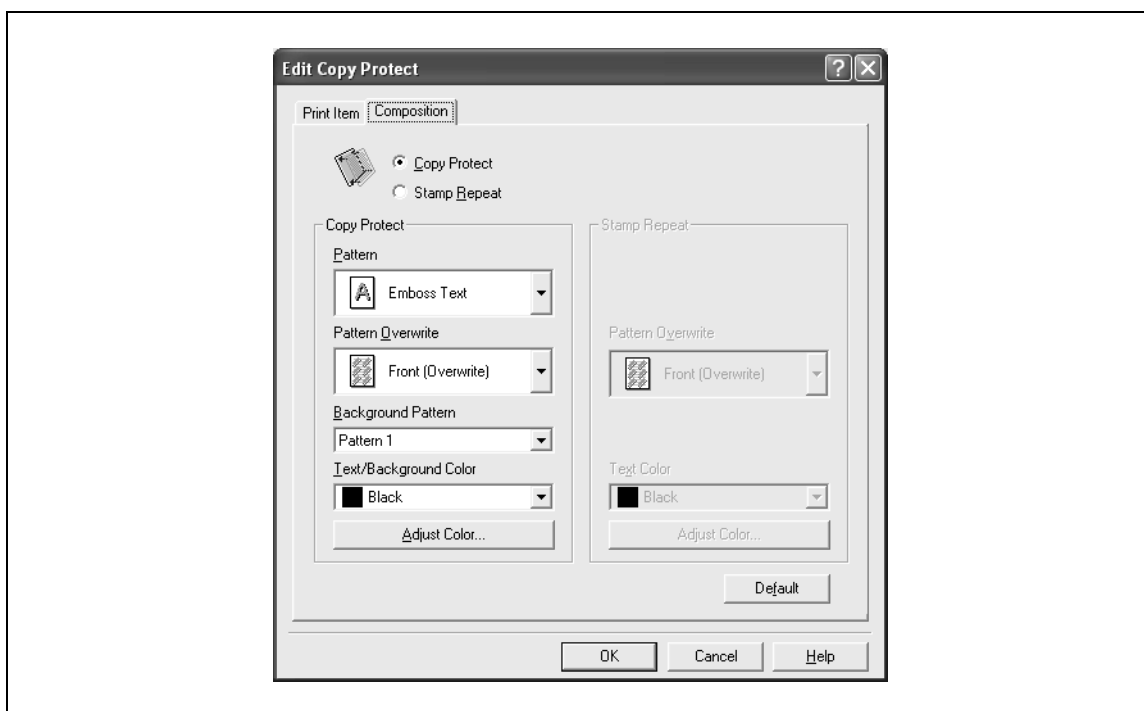 Edit Copy Protect
Print Item Composition
Copy Protect
Stamp Repeat
Copy Protect
Pattern
A Emboss Text
Pattern Overwrite
Front (Overwrite)
Background Pattern
Pattern 1
Text/Background Color
Black
Adjust Color...
Stamp Repeat
Pattern Overwrite
Front (Overwrite)
Text Color
Black
Adjust Color...
Default
OK Cancel Help